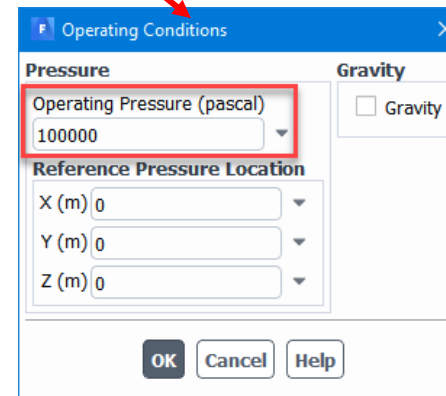 F Operating Conditions
Pressure
Operating Pressure (pascal)
100000
Reference Pressure Location
X (m) 0
Y (m) 0
Z (m) 0
Gravity
Gravity
OK Cancel Help